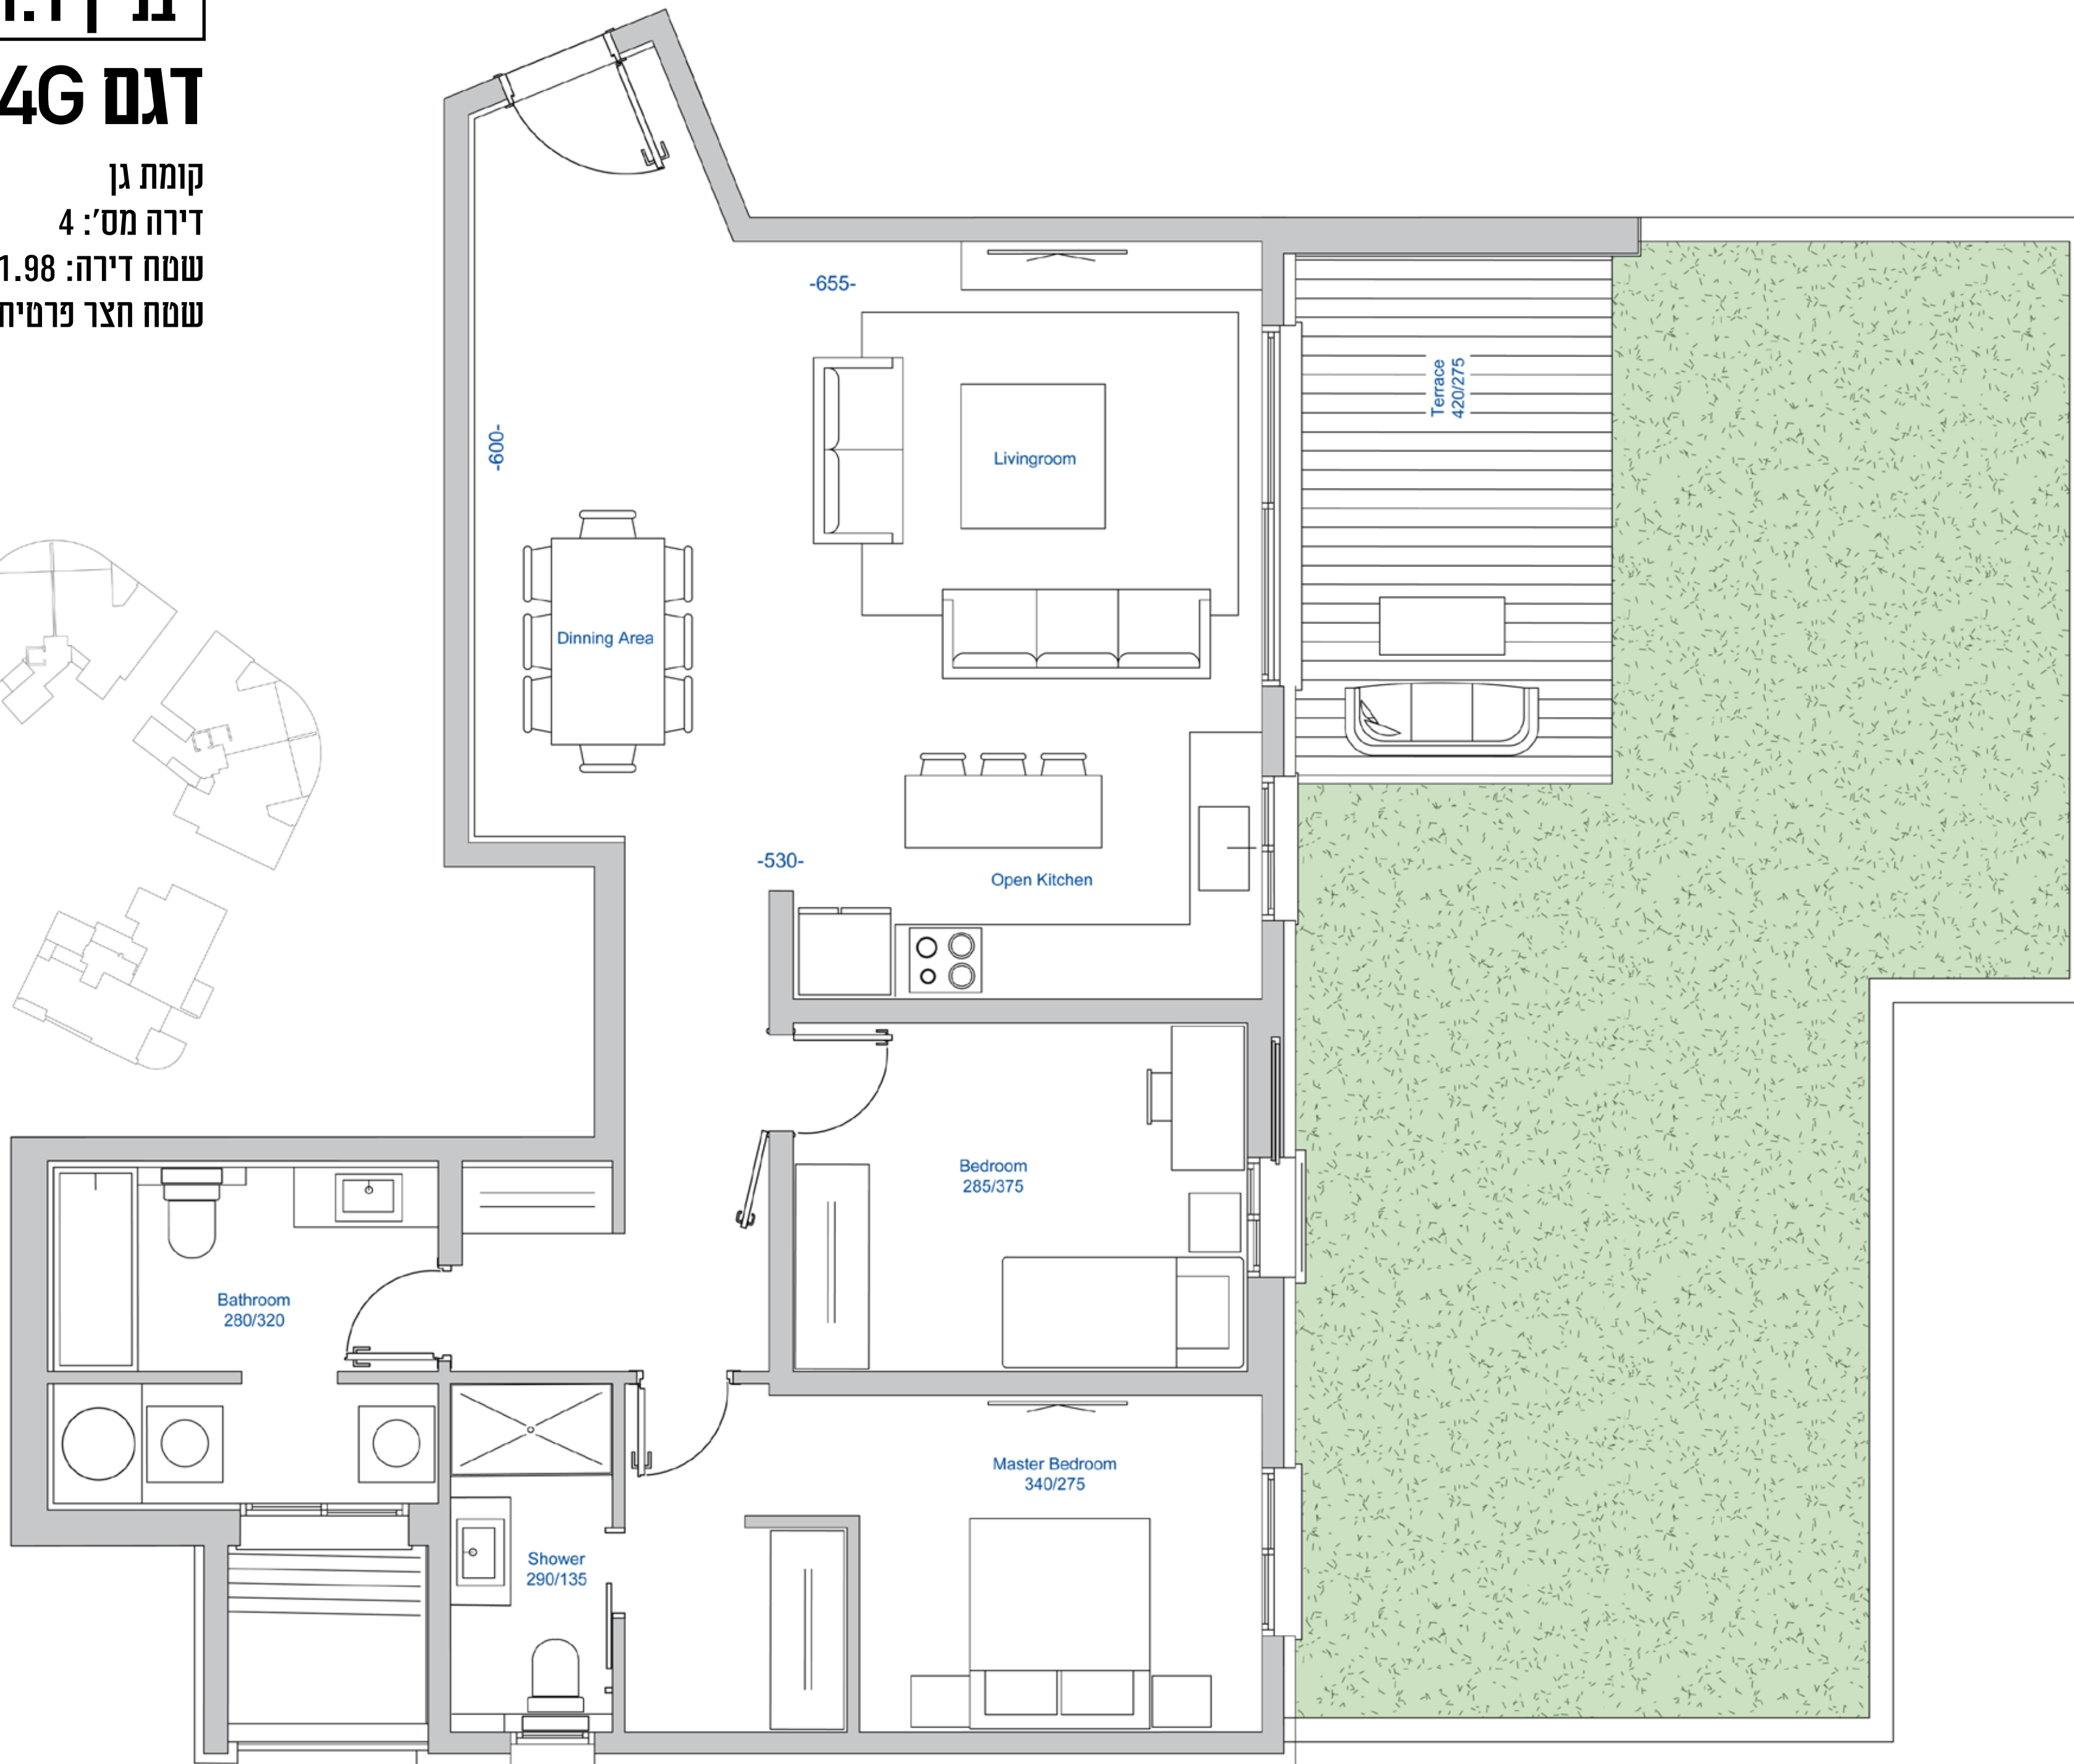 דגם 4G
קומת גן
דירה מס': 4
שטח דירה: 1.98
שטח חצר פרטית
-655-
Terrace
420/275
-600-
Livingroom
Dinning Area
-530-
Open Kitchen
Bedroom
285/375
Bathroom
280/320
Master Bedroom
340/275
Shower
290/135